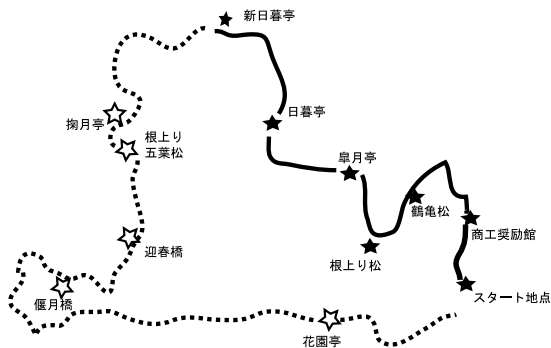 新日暮亭
日暮亭
掬月亭
根上り
五葉松
皐月亭
鶴亀松
商工奨励館
迎春橋
根上り松
偃月橋
スタート地点
花園亭